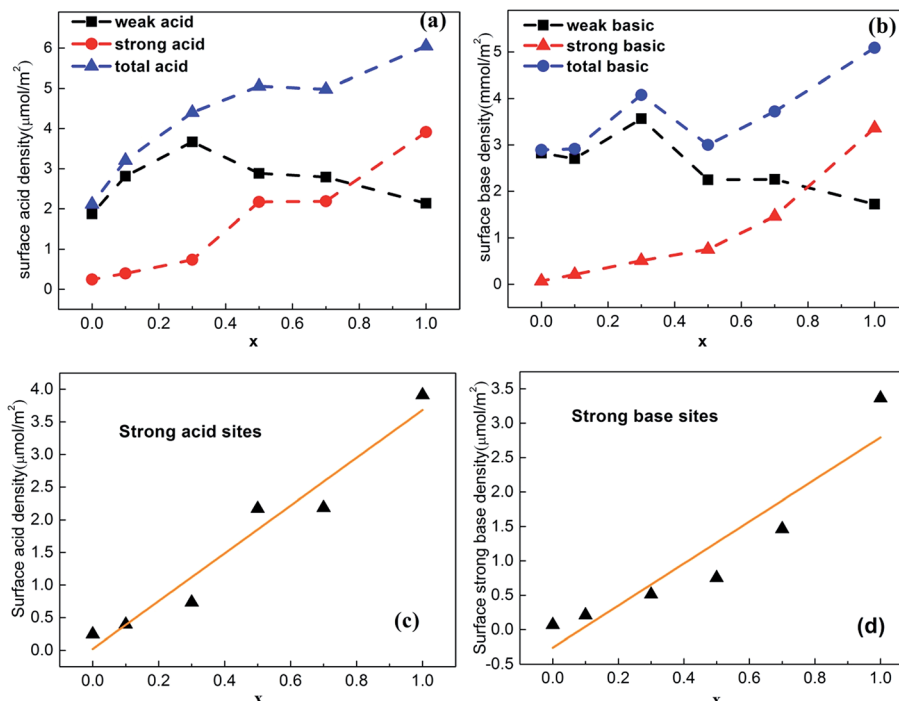 (a)
weak acid
strong acid
total acid
surface acid density(μmol/m²)
6
5
4
3
2
1
0
0.0 0.2 0.4 0.6 0.8 1.0
x
(b)
weak basic
strong basic
total basic
surface base density(mmol/m²)
5
4
3
2
1
0
0.0 0.2 0.4 0.6 0.8 1.0
x
Strong acid sites
Surface acid density(μmol/m²)
4.0
3.5
3.0
2.5
2.0
1.5
1.0
0.5
0.0
(c)
0.0 0.2 0.4 0.6 0.8 1.0
x
Strong base sites
Surface strong base density(μmol/m²)
3.5
3.0
2.5
2.0
1.5
1.0
0.5
0.0
-0.5
(d)
0.0 0.2 0.4 0.6 0.8 1.0
x